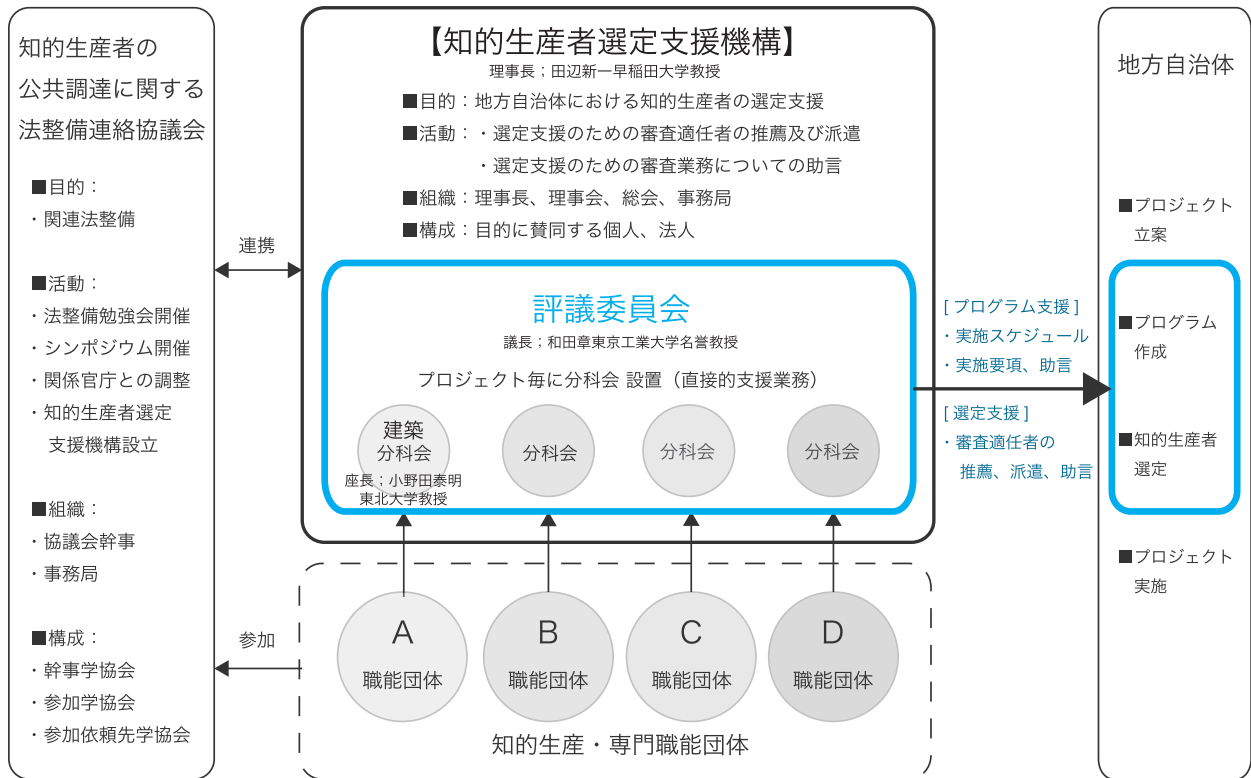 知的生産者の
公共調達に関する
法整備連絡協議会
■目的：
・関連法整備
■活動：
・法整備勉強会開催
・シンポジウム開催
・関係官庁との調整
・知的生産者選定
支援機構設立
■組織：
・協議会幹事
・事務局
■構成：
・幹事学協会
・参加学協会
・参加依頼先学協会
連携
参加
【知的生産者選定支援機構】
理事長；田辺新一早稲田大学教授
■目的：地方自治体における知的生産者の選定支援
■活動：・選定支援のための審査適任者の推薦及び派遣
・選定支援のための審査業務についての助言
■組織：理事長、理事会、総会、事務局
■構成：目的に賛同する個人、法人
評議委員会
議長；和田章東京工業大学名誉教授
プロジェクト毎に分科会 設置（直接的支援業務）
建築
分科会
座長；小野田泰明
東北大学教授
分科会
分科会
分科会
A
職能団体
B
職能団体
C
職能団体
D
職能団体
知的生産・専門職能団体
[ プログラム支援 ]
・実施スケジュール
・実施要項、助言
[ 選定支援 ]
・審査適任者の
推薦、派遣、助言
地方自治体
■プロジェクト
立案
■プログラム
作成
■知的生産者
選定
■プロジェクト
実施